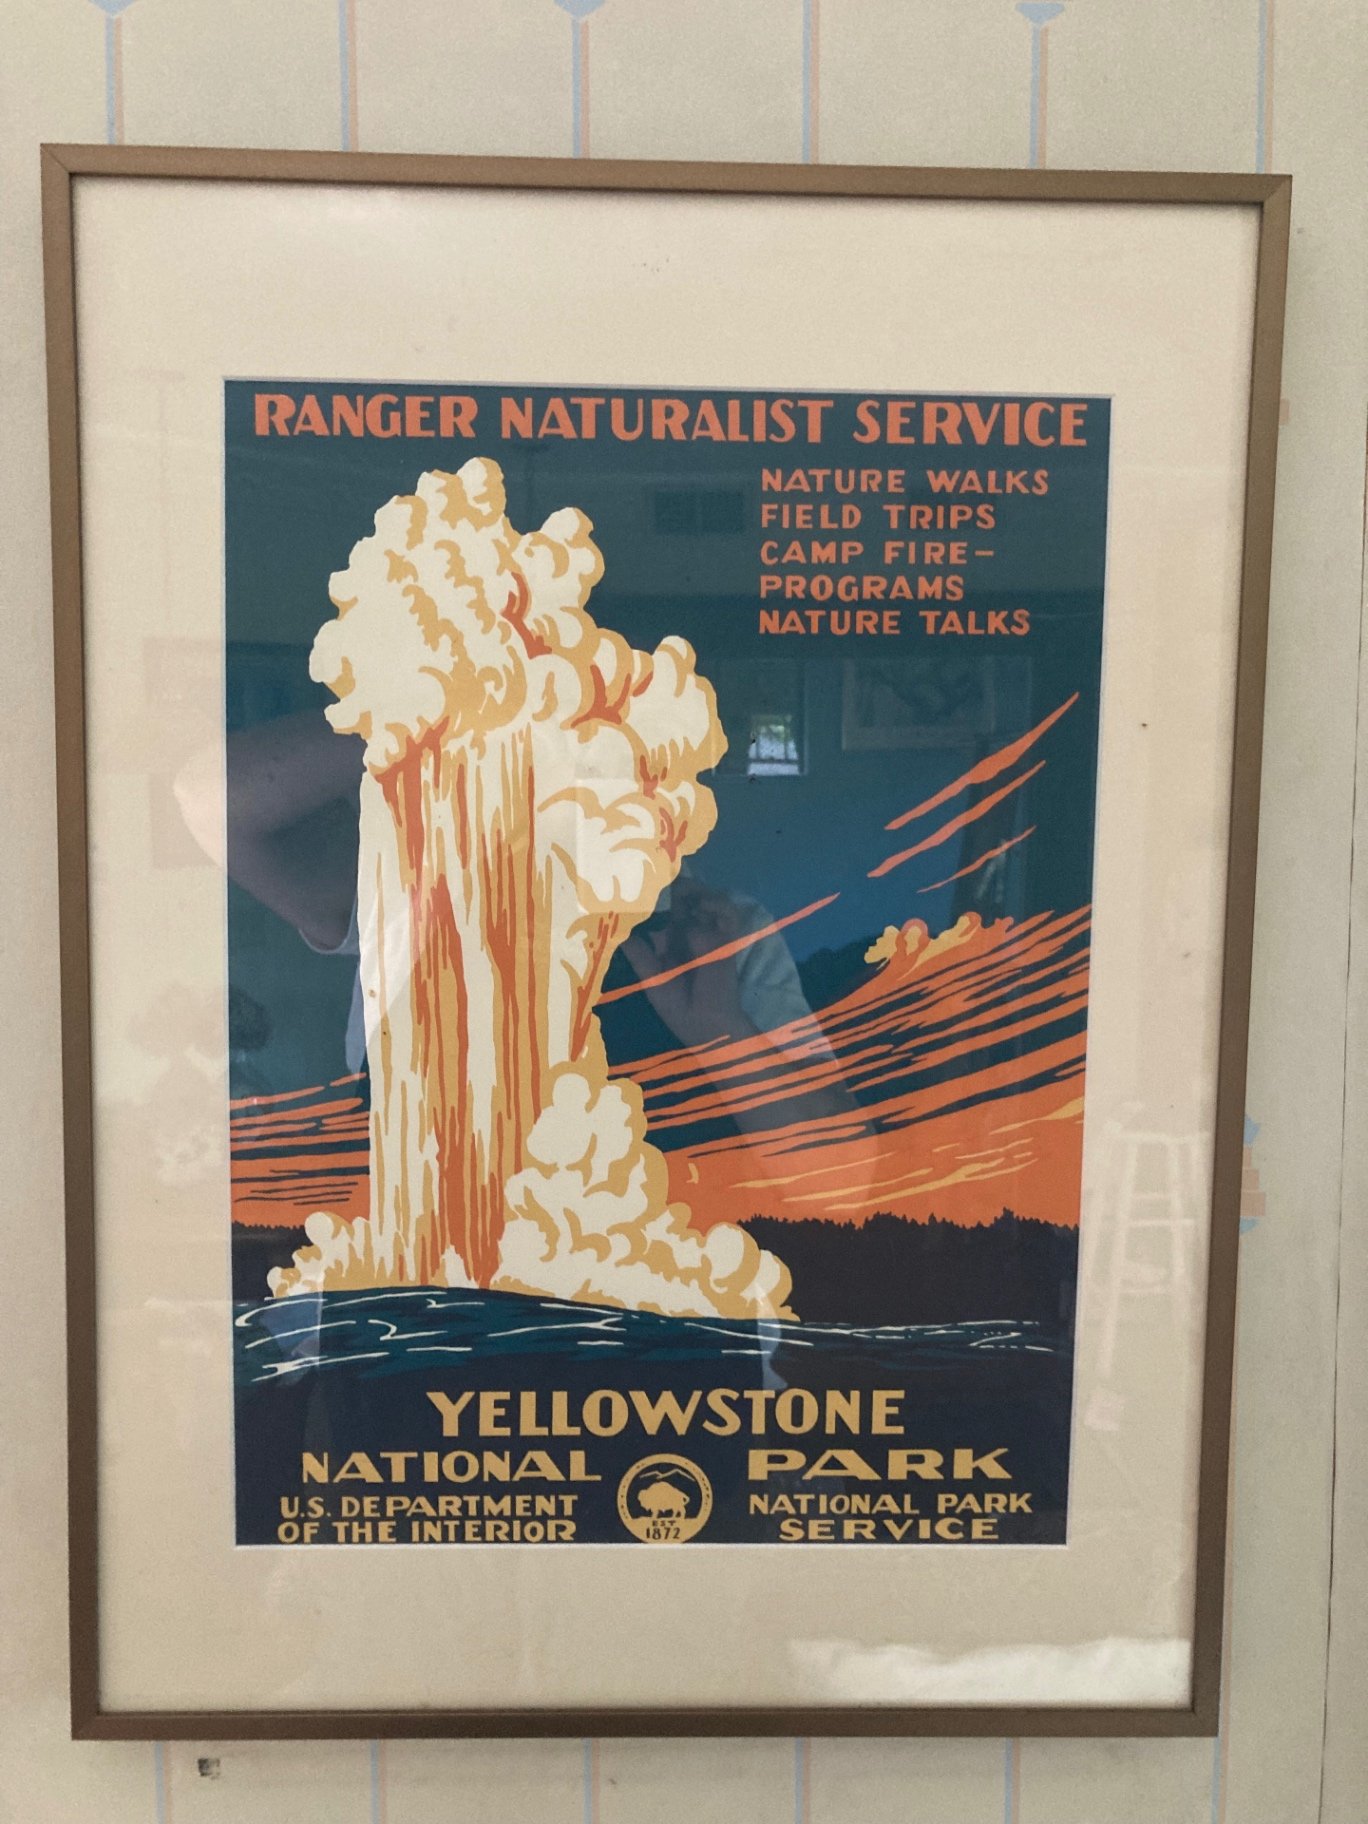 RANGER NATURALIST SERVICE
NATURE WALKS
FIELD TRIPS
CAMP FIRE-
PROGRAMS
NATURE TALKS
YELLOWSTONE
NATIONAL PARK
U.S. DEPARTMENT
OF THE INTERIOR
EST
1872
NATIONAL PARK
SERVICE